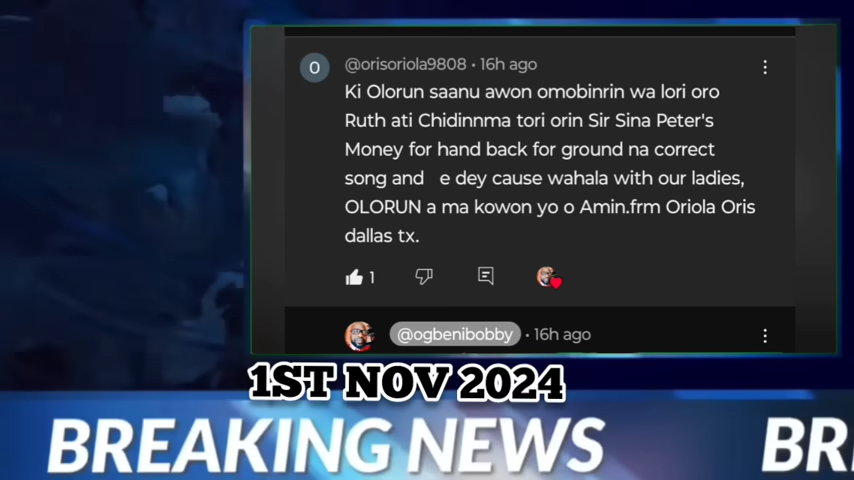 O
@orisoriola9808 • 16h ago
Ki Olorun saanu awon omobinrin wa lori oro
Ruth ati Chidinnma tori orin Sir Sina Peter's
Money for hand back for ground na correct
song and e dey cause wahala with our ladies,
OLORUN a ma kowon yo o Amin.frm Oriola Oris
dallas tx.
1
@ogbenibobby • 16h ago
1ST NOV 2024
BREAKING NEWS
BR